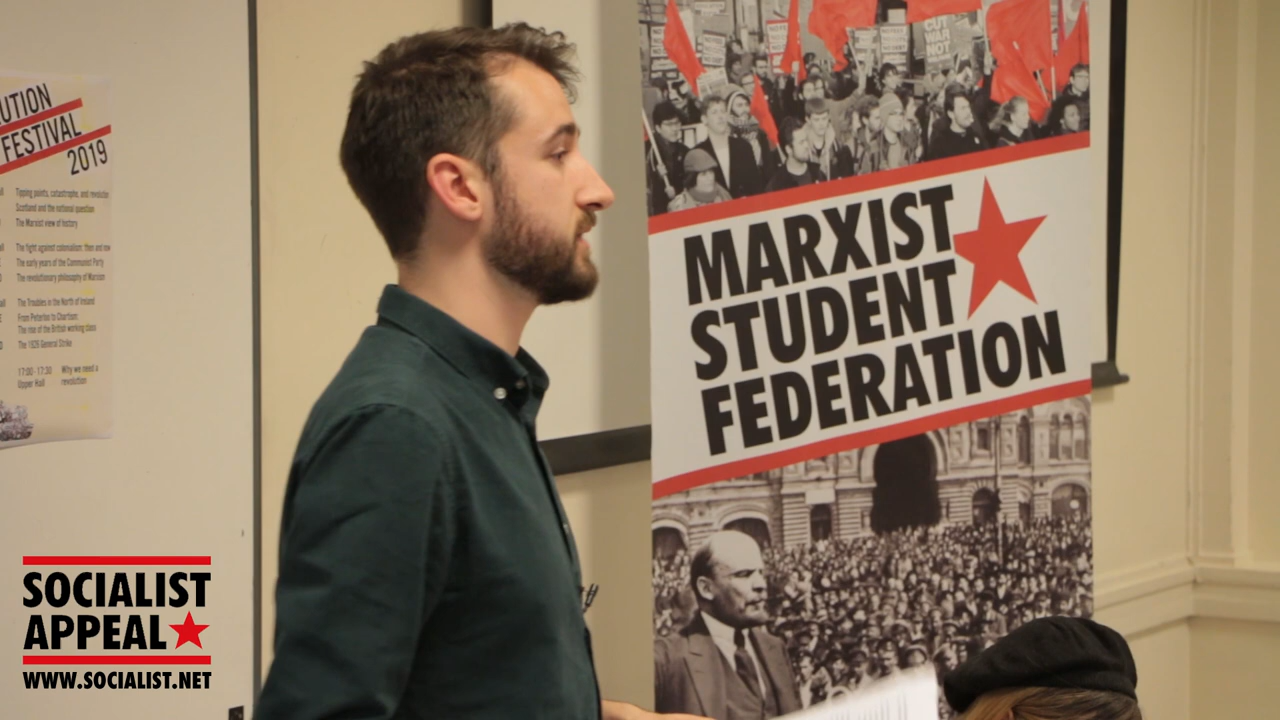 UTION
FESTIVAL
2019
Tipping points, catastrophe, and revolution
Scotland and the national question
The Marxist view of history
The fight against colonialism: then and now
The early years of the Communist Party
The revolutionary philosophy of Marxism
The Troubles in the North of Ireland
From Peterloo to Chartism:
The rise of the British working class
The 1926 General Strike
17:00-17:30 Why we need a
Upper Hall revolution
CUT
WAR
NOT
MARXIST
STUDENT
FEDERATION
SOCIALIST
APPEAL
WWW.SOCIALIST.NET